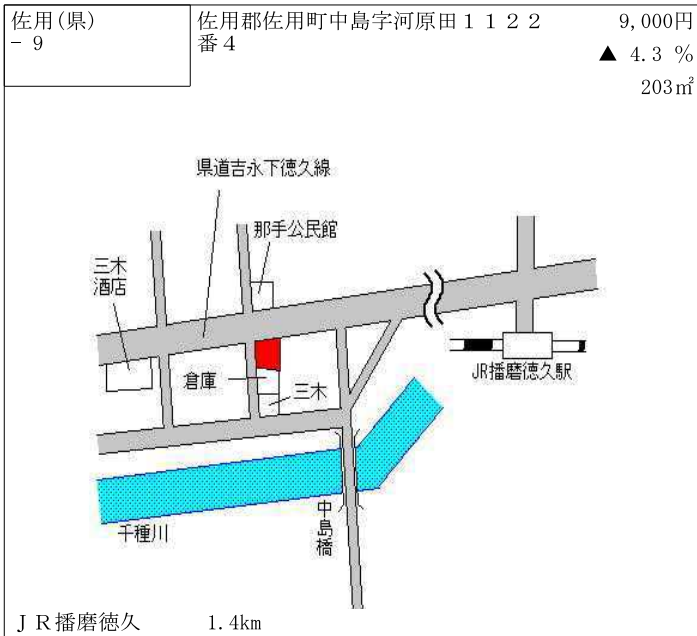 佐用(県)
- 9
佐用郡佐用町中島字河原田１１２２
番４
9,000円
▲ 4.3 %
203㎡
県道吉永下徳久線
那手公民館
三木
酒店
倉庫
三木
JR播磨徳久駅
千種川
中島橋
ＪＲ播磨徳久 1.4km